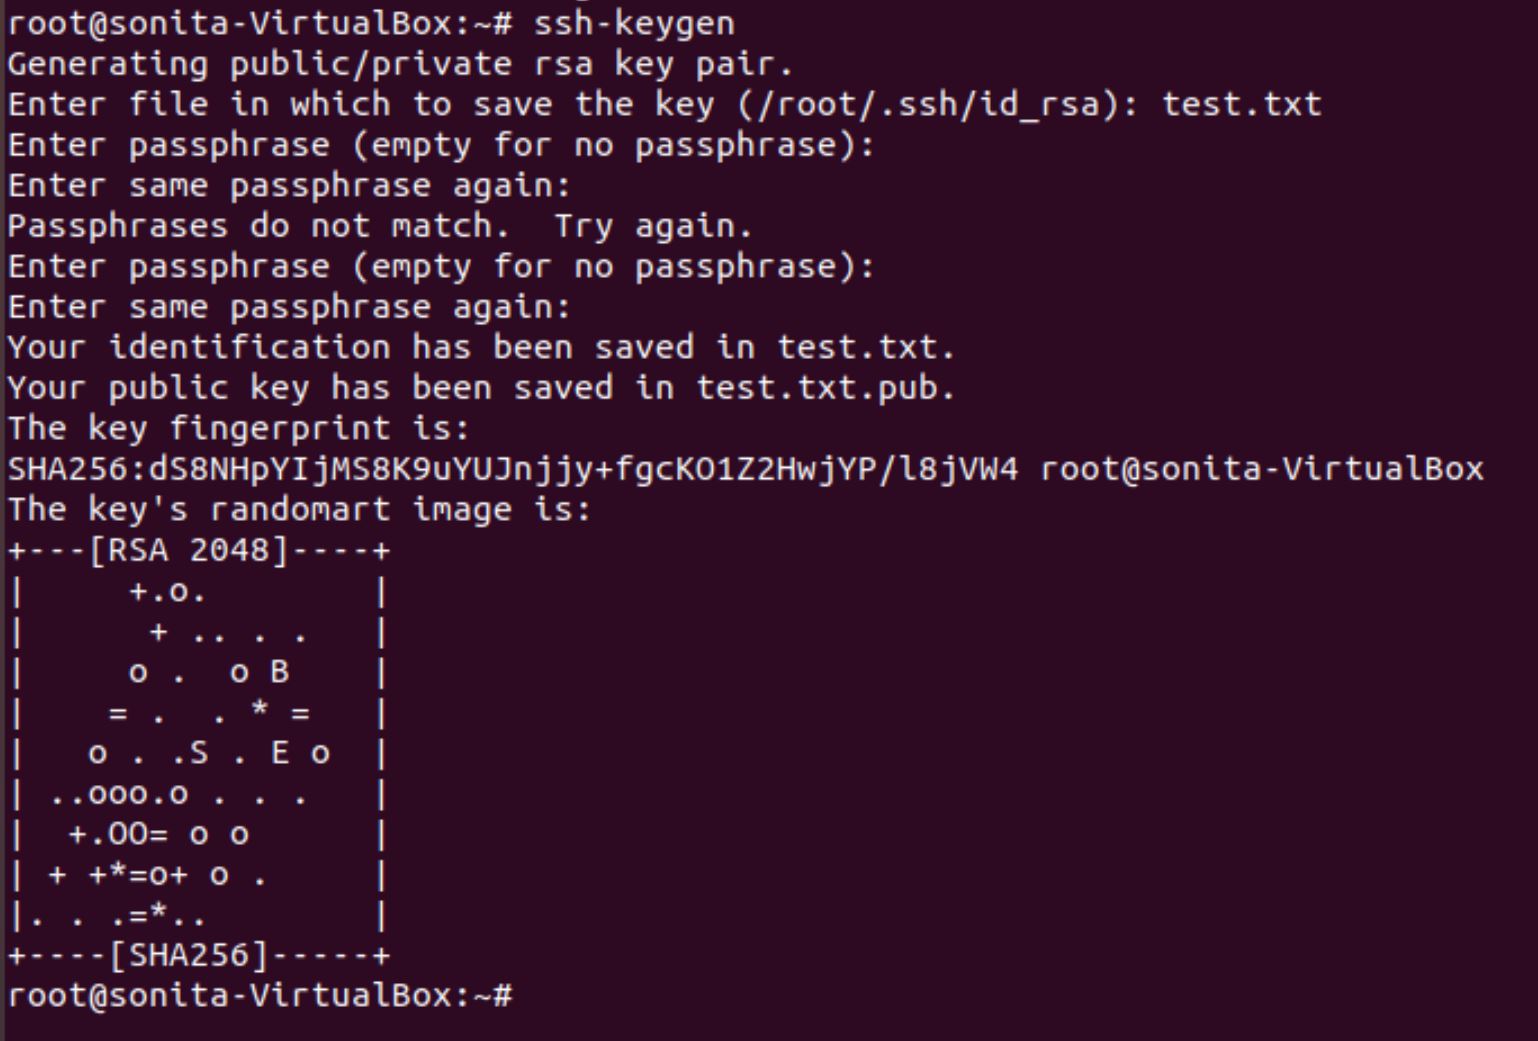 root@sonita-VirtualBox:~# ssh-keygen
Generating public/private rsa key pair.
Enter file in which to save the key (/root/.ssh/id_rsa): test.txt
Enter passphrase (empty for no passphrase):
Enter same passphrase again:
Passphrases do not match.  Try again.
Enter passphrase (empty for no passphrase):
Enter same passphrase again:
Your identification has been saved in test.txt.
Your public key has been saved in test.txt.pub.
The key fingerprint is:
SHA256:dS8NHpYIjMS8K9uYUJnjjy+fgcKO1Z2HwjYP/l8jVW4 root@sonita-VirtualBox
The key's randomart image is:
+---[RSA 2048]----+
|     +.o.        |
|      + .. . .   |
|     o .  o B    |
|    = .  . * =   |
|   o . .S . E o  |
| ..ooo.o . . .   |
|  +.OO= o o      |
| + +*=o+ o .     |
|. . .=*..        |
+----[SHA256]-----+
root@sonita-VirtualBox:~#